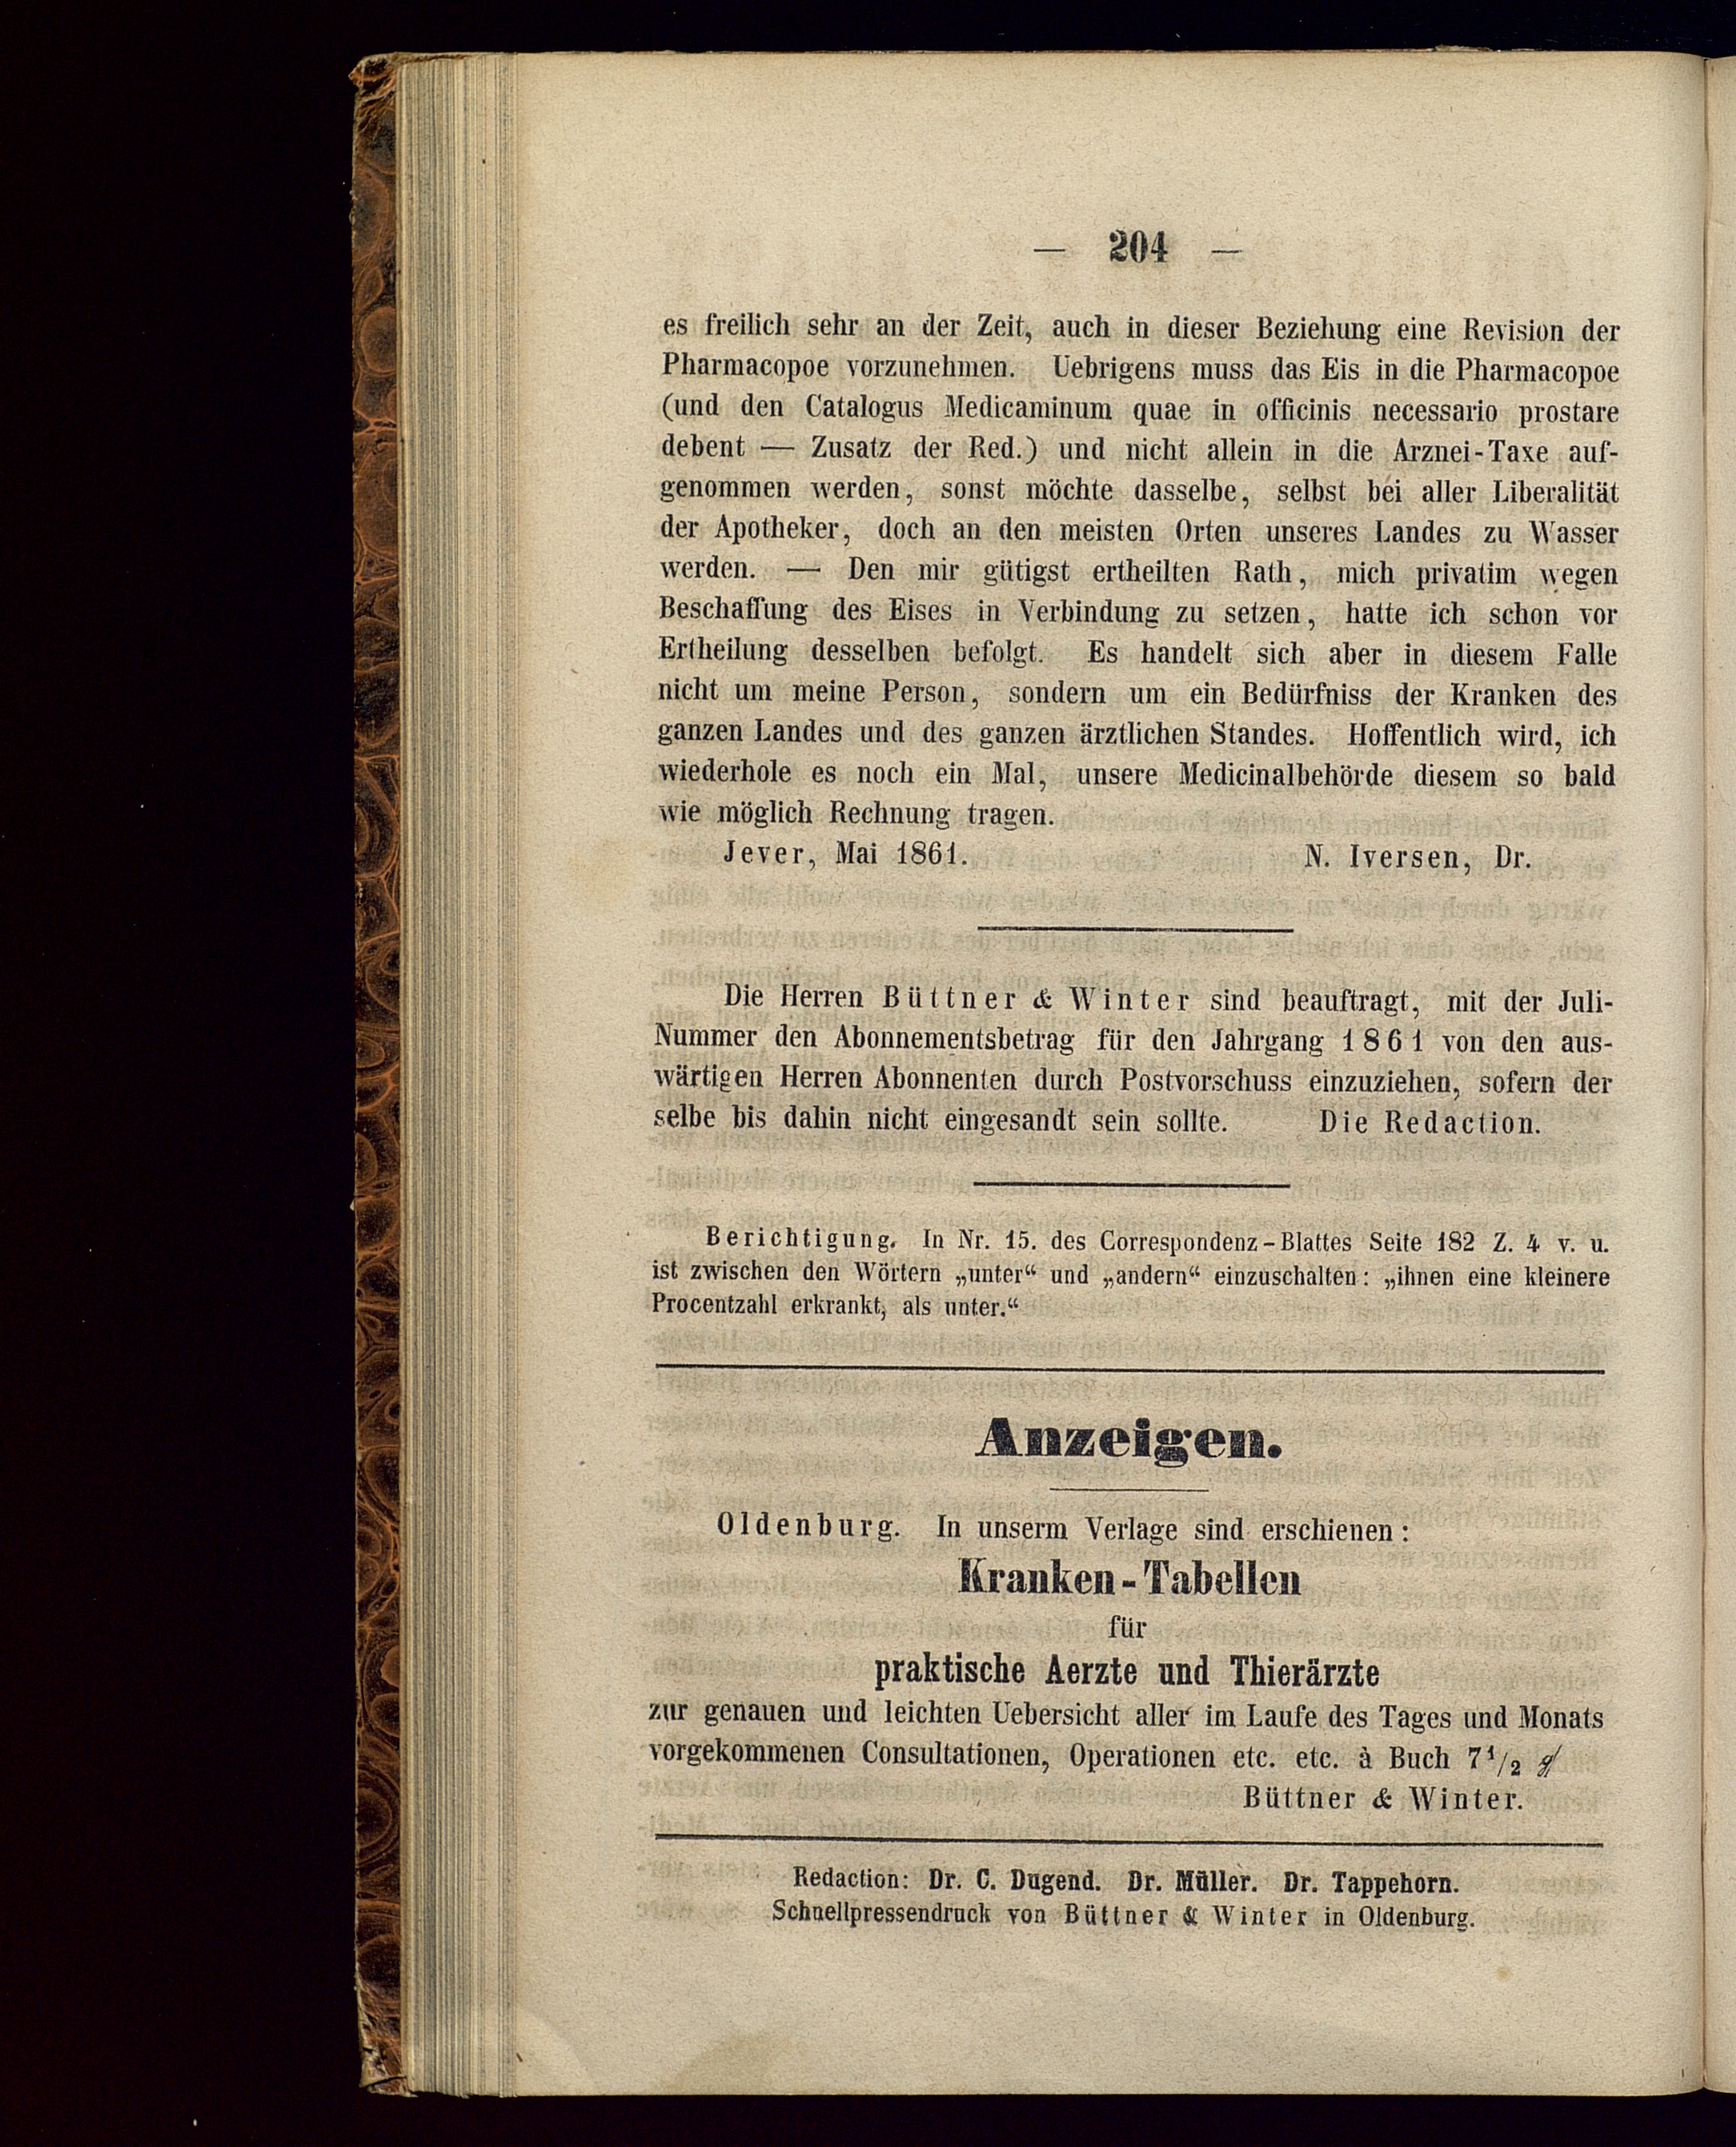 — 204 —
es freilich sehr an der Zeit, auch in dieser Beziehung eine Revision der
Pharmacopoe vorzunehmen. Uebrigens muss das Eis in die Pharmacopoe
(und den Catalogus Medicaminum quae in officinis necessario prostare
debent — Zusatz der Red.) und nicht allein in die Arznei-Taxe auf-
genommen werden, sonst möchte dasselbe, selbst bei aller Liberalität
der Apotheker, doch an den meisten Orten unseres Landes zu Wasser
werden. — Den mir gütigst ertheilten Rath, mich privatim wegen
Beschaffung des Eises in Verbindung zu setzen, hatte ich schon vor
Ertheilung desselben befolgt. Es handelt sich aber in diesem Falle
nicht um meine Person, sondern um ein Bedürfniss der Kranken des
ganzen Landes und des ganzen ärztlichen Standes. Hoffentlich wird, ich
wiederhole es noch ein Mal, unsere Medicinalbehörde diesem so bald
wie möglich Rechnung tragen.
Jever, Mai 1861. N. Iversen, Dr.
Die Herren Büttner & Winter sind beauftragt, mit der Juli-
Nummer den Abonnementsbetrag für den Jahrgang 1861 von den aus-
wärtigen Herren Abonnenten durch Postvorschuss einzuziehen, sofern der
selbe bis dahin nicht eingesandt sein sollte. Die Redaction.
Berichtigung. In Nr. 15. des Correspondenz-Blattes Seite 182 Z. 4 v. u.
ist zwischen den Wörtern „unter“ und „andern“ einzuschalten: „ihnen eine kleinere
Procentzahl erkrankt, als unter.“
Anzeigen.
Oldenburg. In unserm Verlage sind erschienen:
Kranken-Tabellen
für
praktische Aerzte und Thierärzte
zur genauen und leichten Uebersicht aller im Laufe des Tages und Monats
vorgekommenen Consultationen, Operationen etc. etc. à Buch 7½
Büttner & Winter.
Redaction: Dr. C. Dugend. Dr. Müller. Dr. Tappehorn.
Schnellpressendruck von Büttner & Winter in Oldenburg.